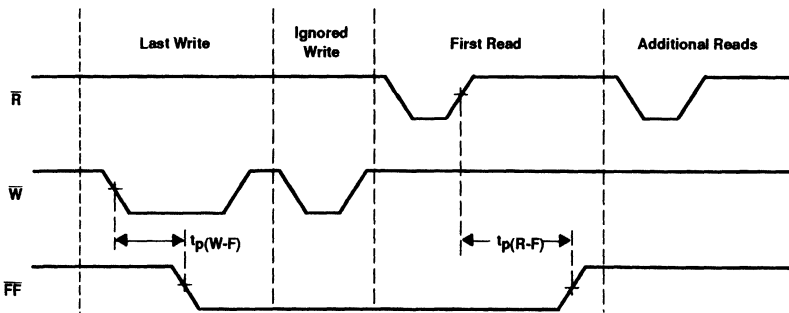 Last Write
Ignored
Write
First Read
Additional Reads
R
W
tp(W-F)
tp(R-F)
FF